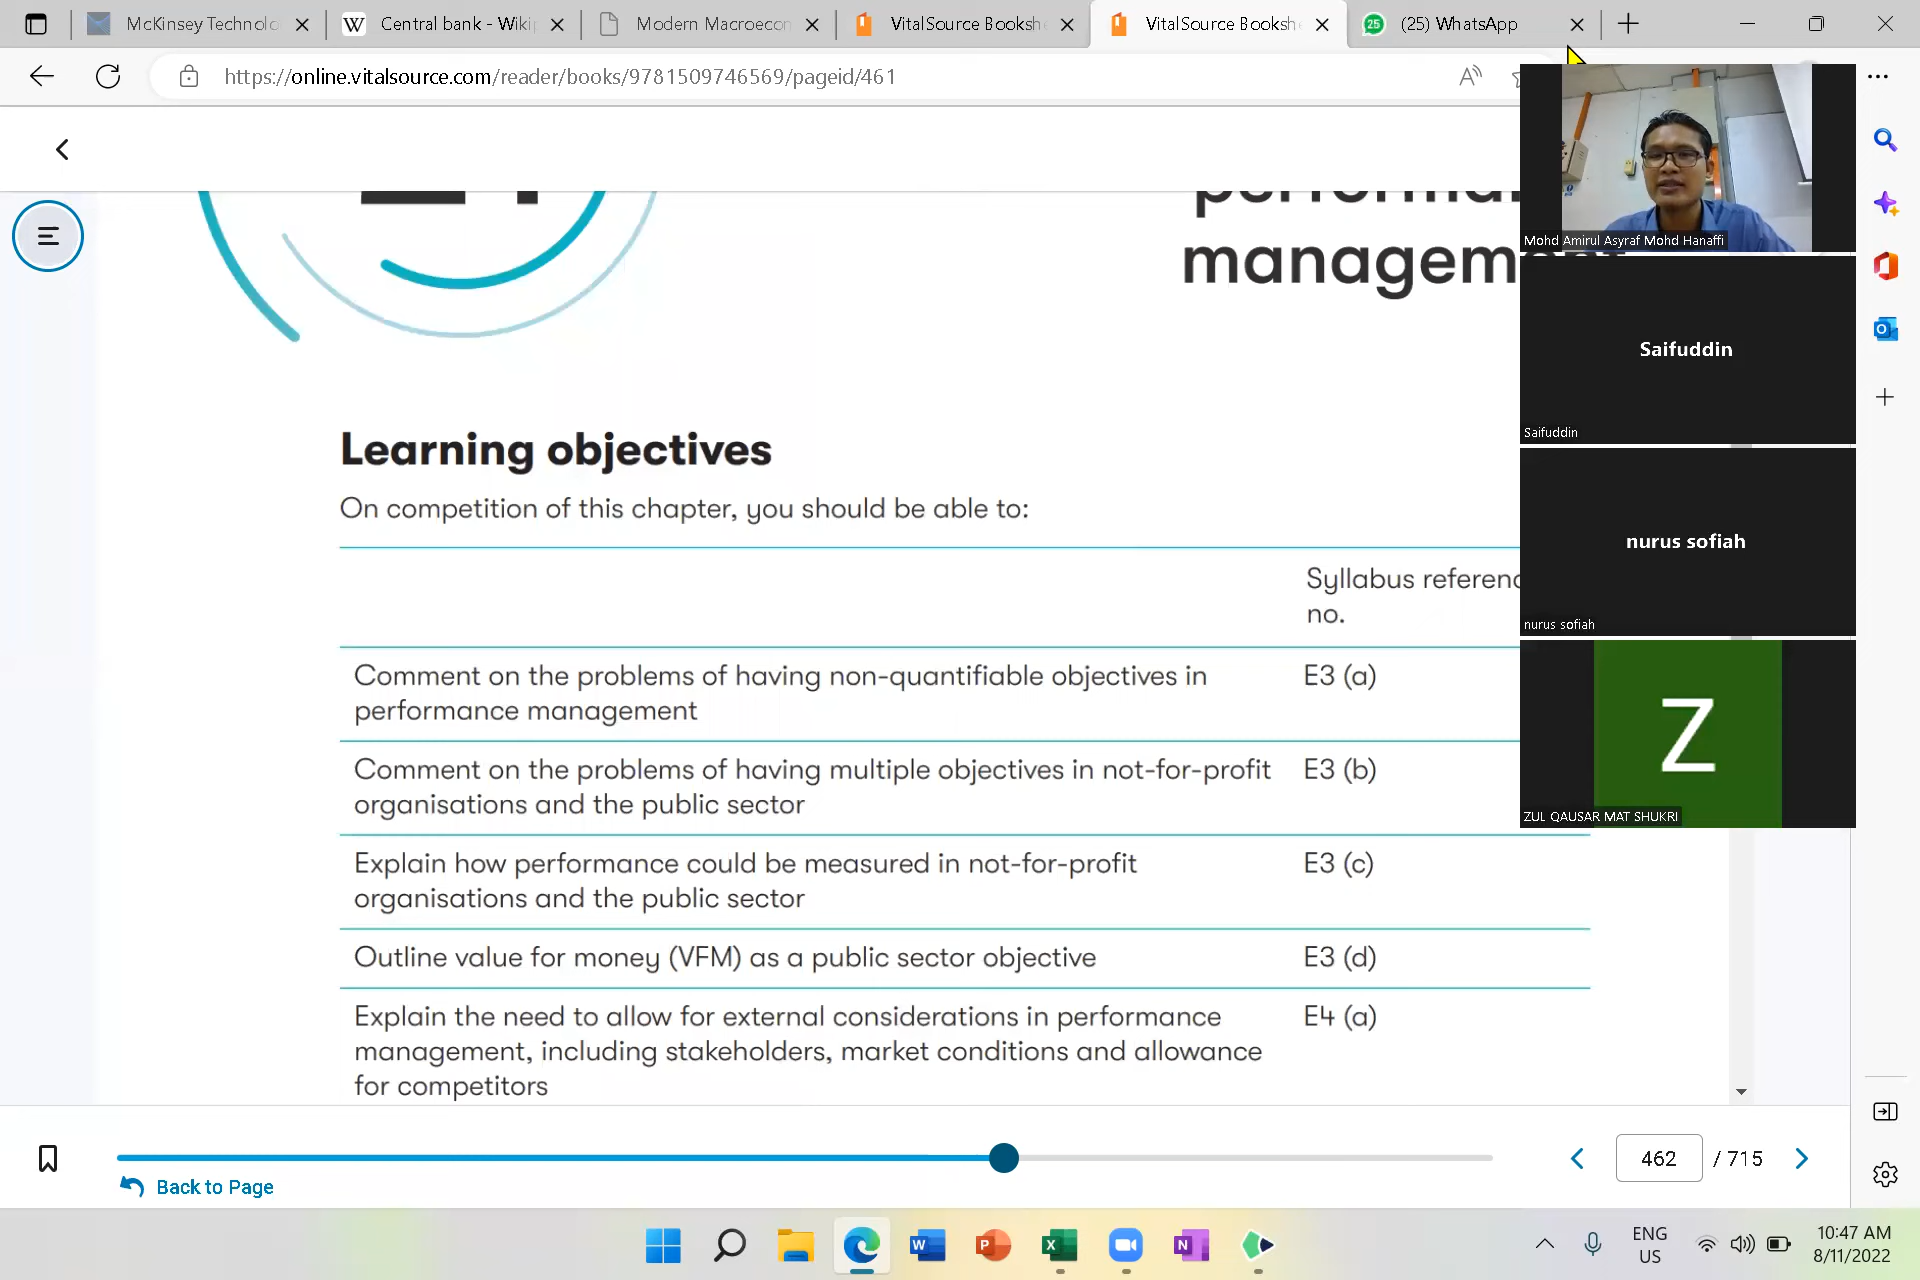 McKinsey Technolo
Central bank - Wiki
Modern Macroecon
VitalSource Bookshe
VitalSource Bookshe
(25) WhatsApp
https://online.vitalsource.com/reader/books/9781509746569/pageid/461
management
Mohd Amirul Asyraf Mohd Hanaffi
Saifuddin
Saifuddin
nurus sofiah
nurus sofiah
Z
ZUL QAUSAR MAT SHUKRI
Learning objectives
On competition of this chapter, you should be able to:
Syllabus referenc
no.
Comment on the problems of having non-quantifiable objectives in
performance management
E3 (a)
Comment on the problems of having multiple objectives in not-for-profit
organisations and the public sector
E3 (b)
Explain how performance could be measured in not-for-profit
organisations and the public sector
E3 (c)
Outline value for money (VFM) as a public sector objective
E3 (d)
Explain the need to allow for external considerations in performance
management, including stakeholders, market conditions and allowance
for competitors
E4 (a)
462 / 715
Back to Page
ENG
US
10:47 AM
8/11/2022